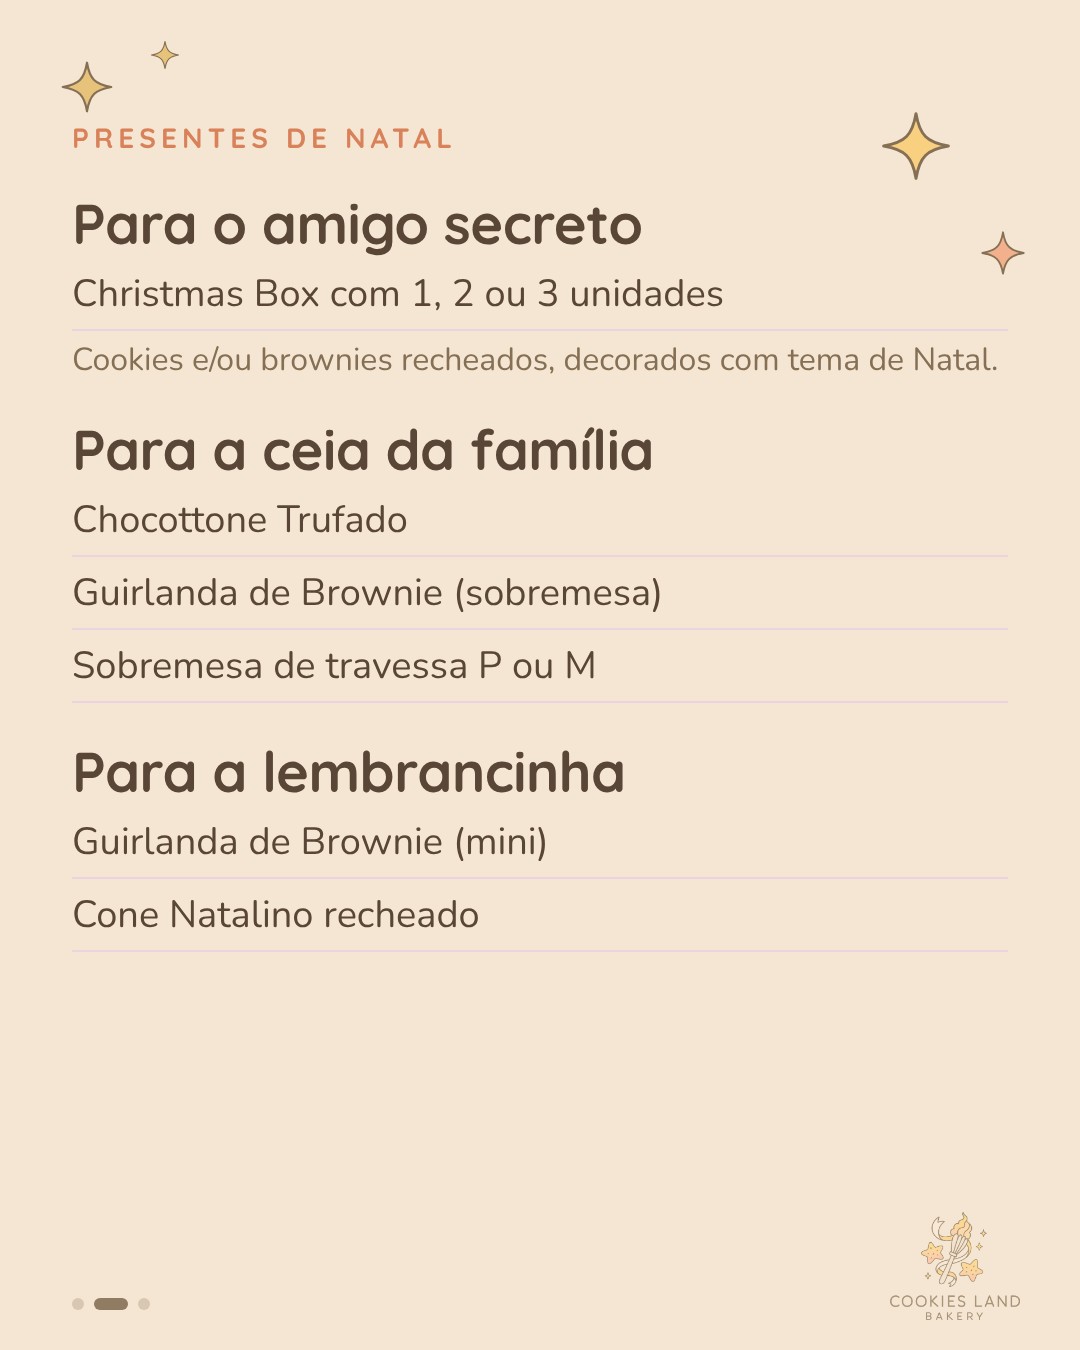 PRESENTES DE NATAL
Para o amigo secreto
Christmas Box com 1, 2 ou 3 unidades
Cookies e/ou brownies recheados, decorados com tema de Natal.
Para a ceia da família
Chocottone Trufado
Guirlanda de Brownie (sobremesa)
Sobremesa de travessa P ou M
Para a lembrancinha
Guirlanda de Brownie (mini)
Cone Natalino recheado
COOKIES LAND
BAKERY